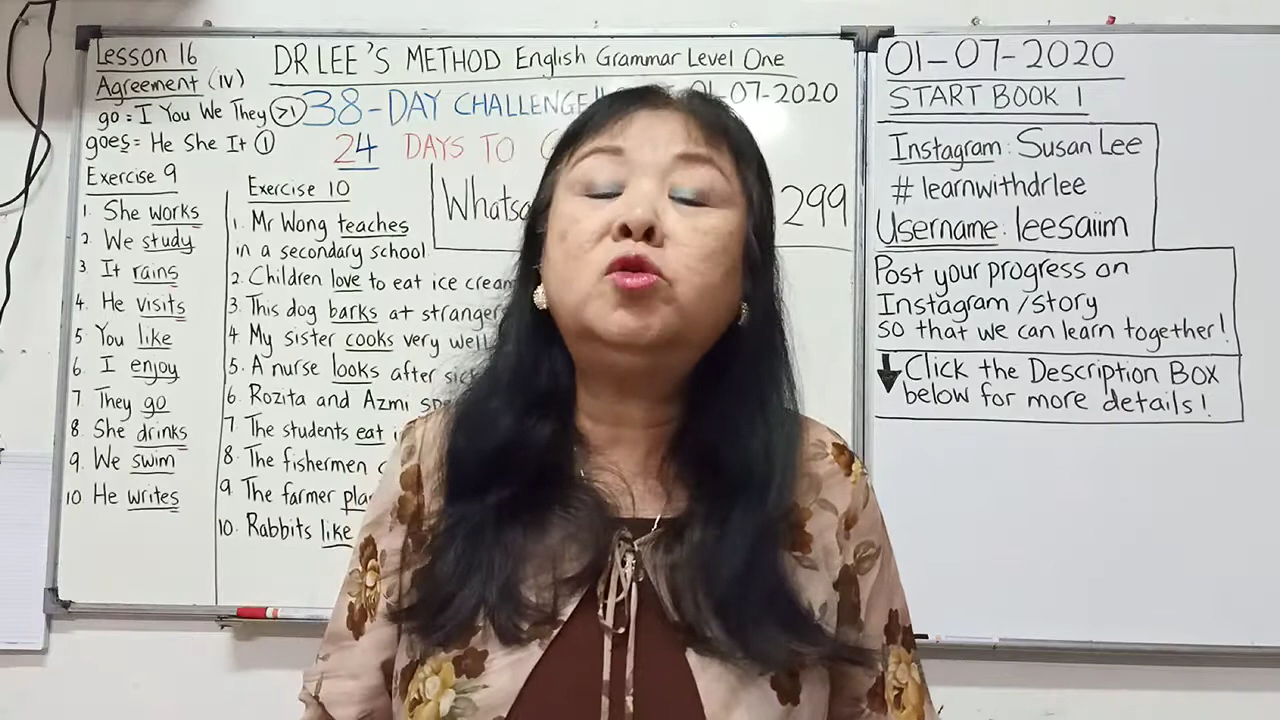 Lesson 16
Agreement (iv)
go = I You We They >1
goes = He She It 1
DR LEE'S METHOD English Grammar Level One
38-DAY CHALLENGE 01-07-2020
24 DAYS TO
299
Exercise 9
1. She works
2. We study
3. It rains
4. He visits
5. You like
6. I enjoy
7. They go
8. She drinks
9. We swim
10 He writes
Exercise 10
1. Mr Wong teaches
in a secondary school
2. Children love to eat ice cream
3. This dog barks at strangers
4. My sister cooks very well
5. A nurse looks after
6. Rozita and Azmi
7. The students eat
8. The fishermen
9. The farmer
10. Rabbits like
01-07-2020
START BOOK 1
Instagram: Susan Lee
# learnwithdrlee
Username: leesaiim
Post your progress on
Instagram /story
so that we can learn together!
Click the Description Box
below for more details!